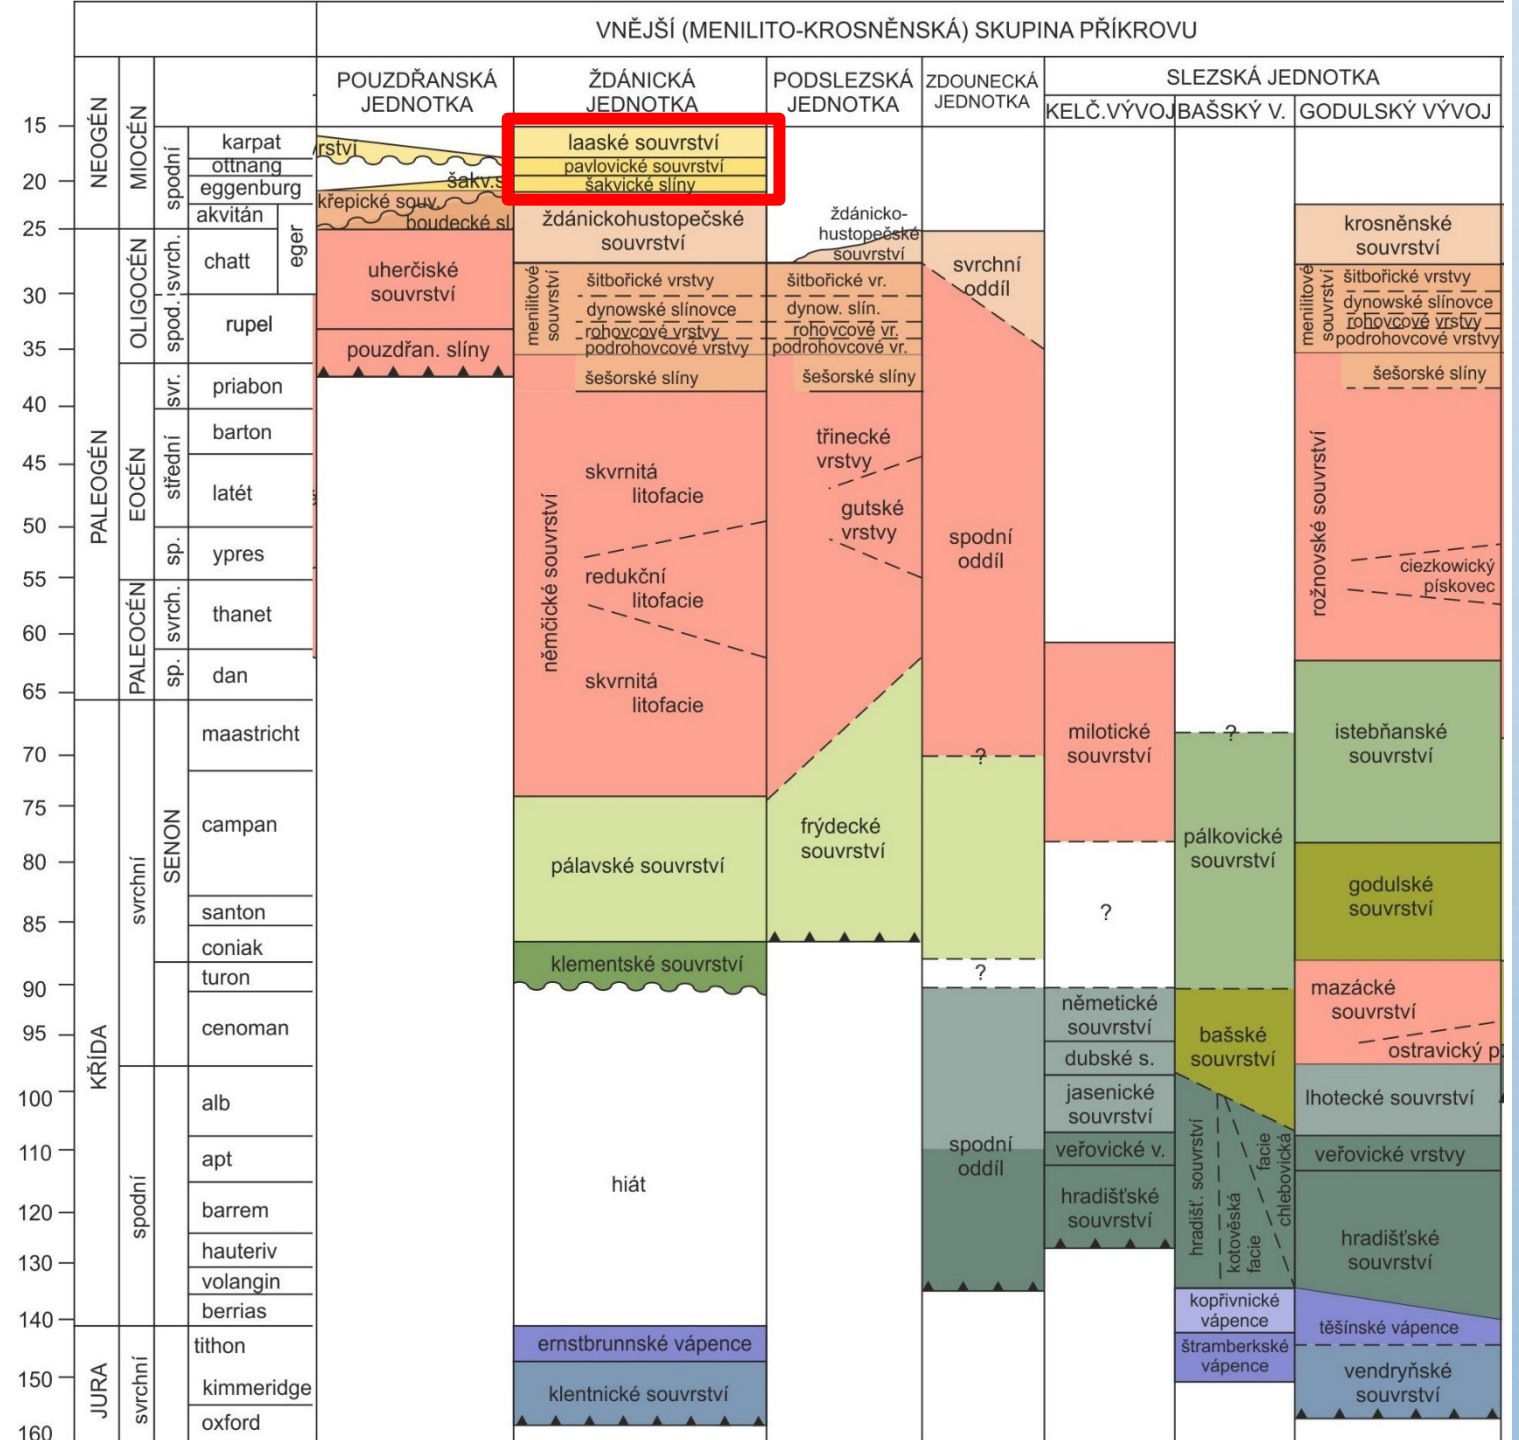 VNĚJŠÍ (MENILITO-KROSNĚNSKÁ) SKUPINA PŘÍKROVU
POUZDŘANSKÁ
JEDNOTKA
ŽDÁNICKÁ
JEDNOTKA
PODSLEZSKÁ
JEDNOTKA
ZDOUNECKÁ
JEDNOTKA
SLEZSKÁ JEDNOTKA
KELČ.VÝVOJ
BAŠSKÝ V.
GODULSKÝ VÝVOJ
15
20
25
30
35
40
45
50
55
60
65
70
75
80
85
90
95
100
110
120
130
140
150
160
NEOGÉN
PALEOGÉN
KŘÍDA
JURA
MIOCÉN
OLIGOCÉN
EOCÉN
PALEOCÉN
svrchní
spodní
svrchní
spodní
svrch.
spod.
svr.
střední
sp.
svrch.
sp.
SENON
karpat
ottnang
eggenburg
akvitán
eger
chatt
rupel
priabon
barton
latét
ypres
thanet
dan
maastricht
campan
santon
coniak
turon
cenoman
alb
apt
barrem
hauteriv
volangin
berrias
tithon
kimmeridge
oxford
rství
šakv.s
křepické souv.
boudecké sl
uherčiské
souvrství
pouzdřan. slíny
laaské souvrství
pavlovické souvrství
šakvické slíny
ždánickohustopečské
souvrství
menilitové
souvrství
šitbořické vrstvy
dynowské slínovce
rohovcové vrstvy
podrohovcové vrstvy
šešorské slíny
němčické souvrství
skvrnitá
litofacie
redukční
litofacie
skvrnitá
litofacie
pálavské souvrství
klementské souvrství
hiát
ernstbrunnské vápence
klentnické souvrství
ždánicko-
hustopečské
souvrství
šitbořické vr.
dynow. slín.
rohovcové vr.
podrohovcové vr.
šešorské slíny
třinecké
vrstvy
gutské
vrstvy
frýdecké
souvrství
svrchní
oddíl
spodní
oddíl
?
?
spodní
oddíl
milotické
souvrství
?
németické
souvrství
dubské s.
jasenické
souvrství
veřovické v.
hradišťské
souvrství
?
pálkovické
souvrství
bašské
souvrství
hradišť. souvrství
kotověská
facie
chlebovická
facie
kopřivnické
vápence
štramberkské
vápence
krosněnské
souvrství
menilitové
souvrství
šitbořické vrstvy
dynowské slínovce
rohovcové vrstvy
podrohovcové vrstvy
šešorské slíny
rožnovské souvrství
ciezkowický
pískovec
istebňanské
souvrství
godulské
souvrství
mazácké
souvrství
ostravický p
lhotecké souvrství
veřovické vrstvy
hradišťské
souvrství
těšínské vápence
vendryňské
souvrství